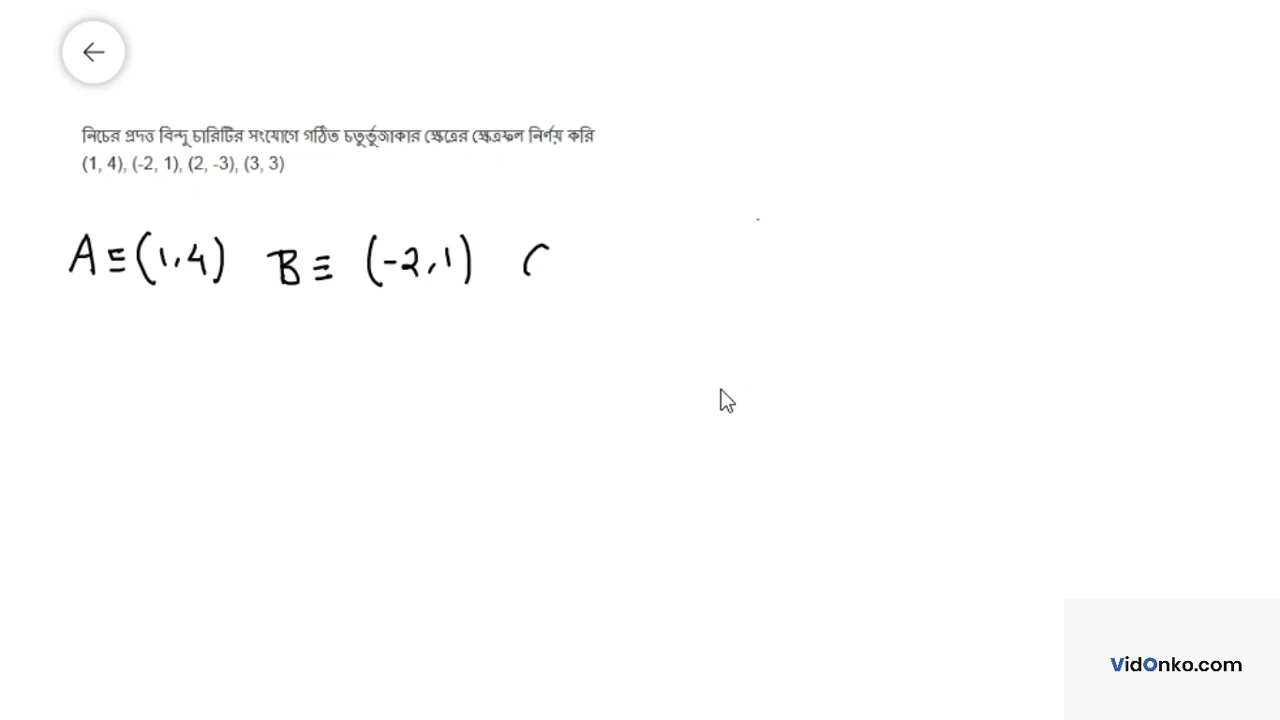 নিচের প্রদত্ত বিন্দু চারিটির সংযোগে গঠিত চতুর্ভুজাকার ক্ষেত্রের ক্ষেত্রফল নির্ণয় করি
(1, 4), (-2, 1), (2, -3), (3, 3)
A≡(1,4) B≡ (-2,1) C
VidOnko.com